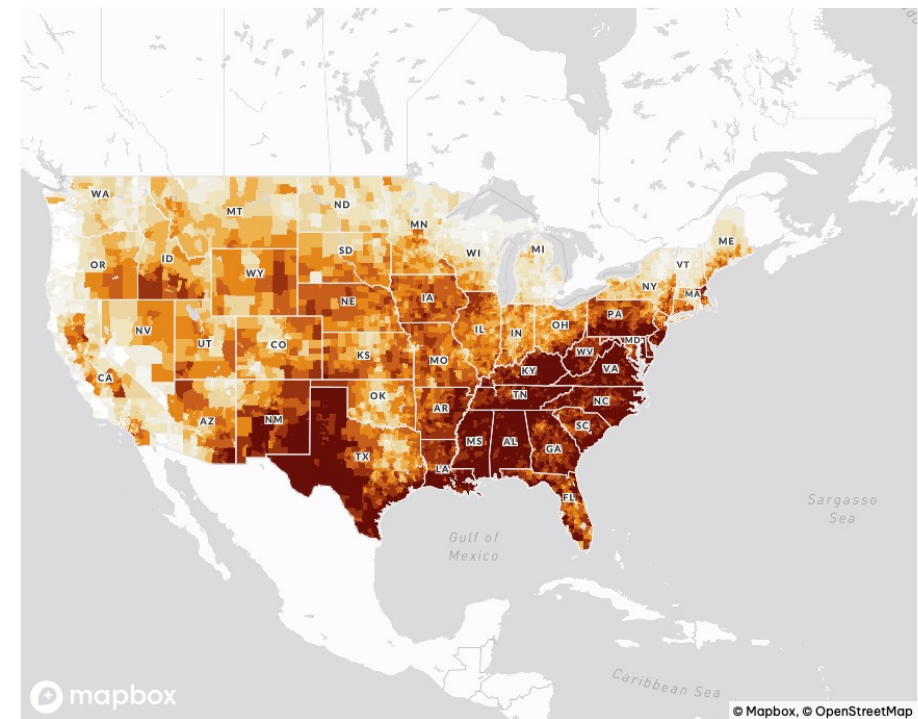 WA
MT
ND
MN
OR
ID
WY
SD
WI
MI
ME
VT
NY
MA
NV
UT
CO
NE
IA
IL
IN
OH
PA
MD
CA
KS
MO
KY
WV
VA
AZ
NM
OK
AR
TN
NC
SC
TX
LA
MS
AL
GA
FL
Gulf of
Mexico
Sargasso
Sea
Caribbean Sea
mapbox
© Mapbox, © OpenStreetMap